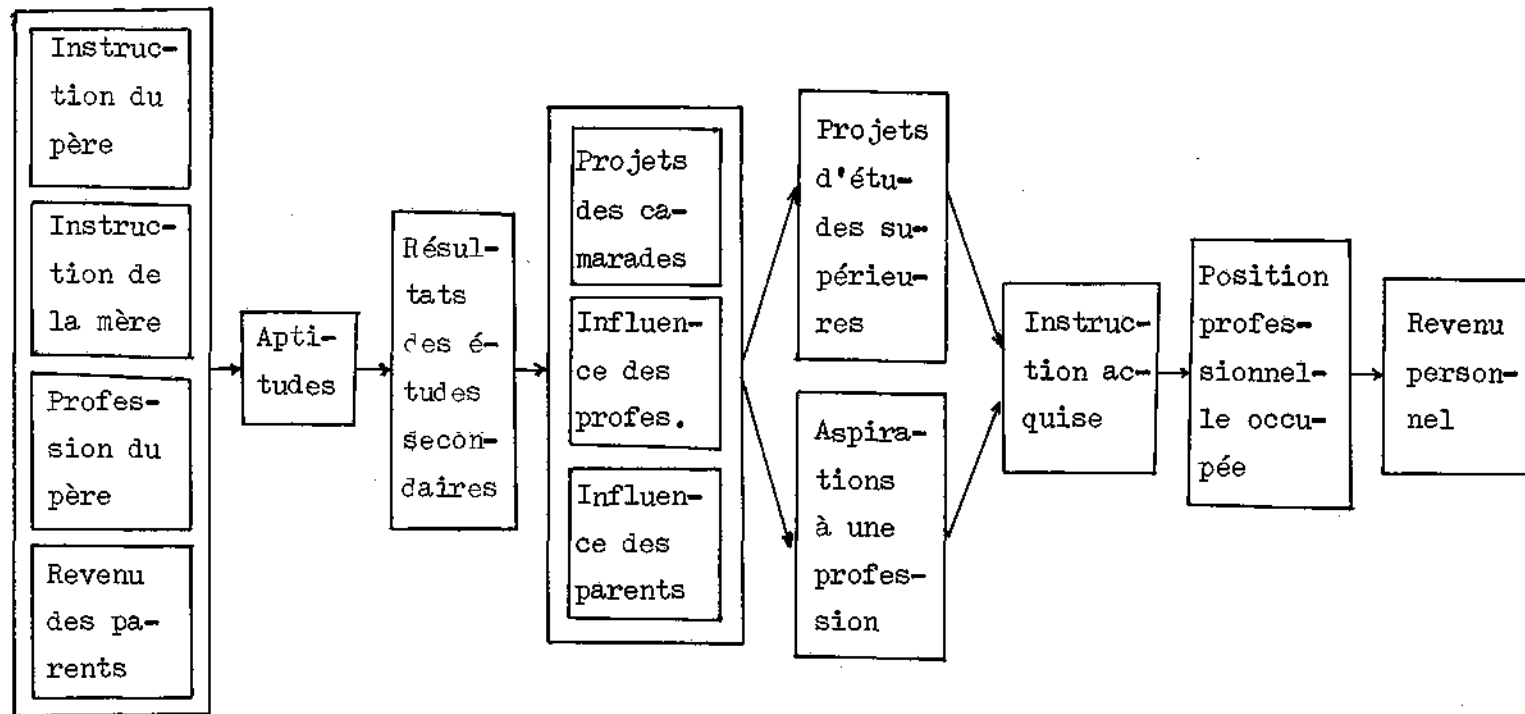 Instruc-
tion du
père
Instruc-
tion de
la mère
Profes-
sion du
père
Revenu
des pa-
rents
Apti-
tudes
Résul-
tats
des é-
tudes
secon-
daires
Projets
des ca-
marades
Influen-
ce des
profes.
Influen-
ce des
parents
Projets
d'étu-
des su-
périeu-
res
Aspira-
tions
à une
profes-
sion
Instruc-
tion ac-
quise
Position
profes-
sionnel-
le occu-
pée
Revenu
person-
nel